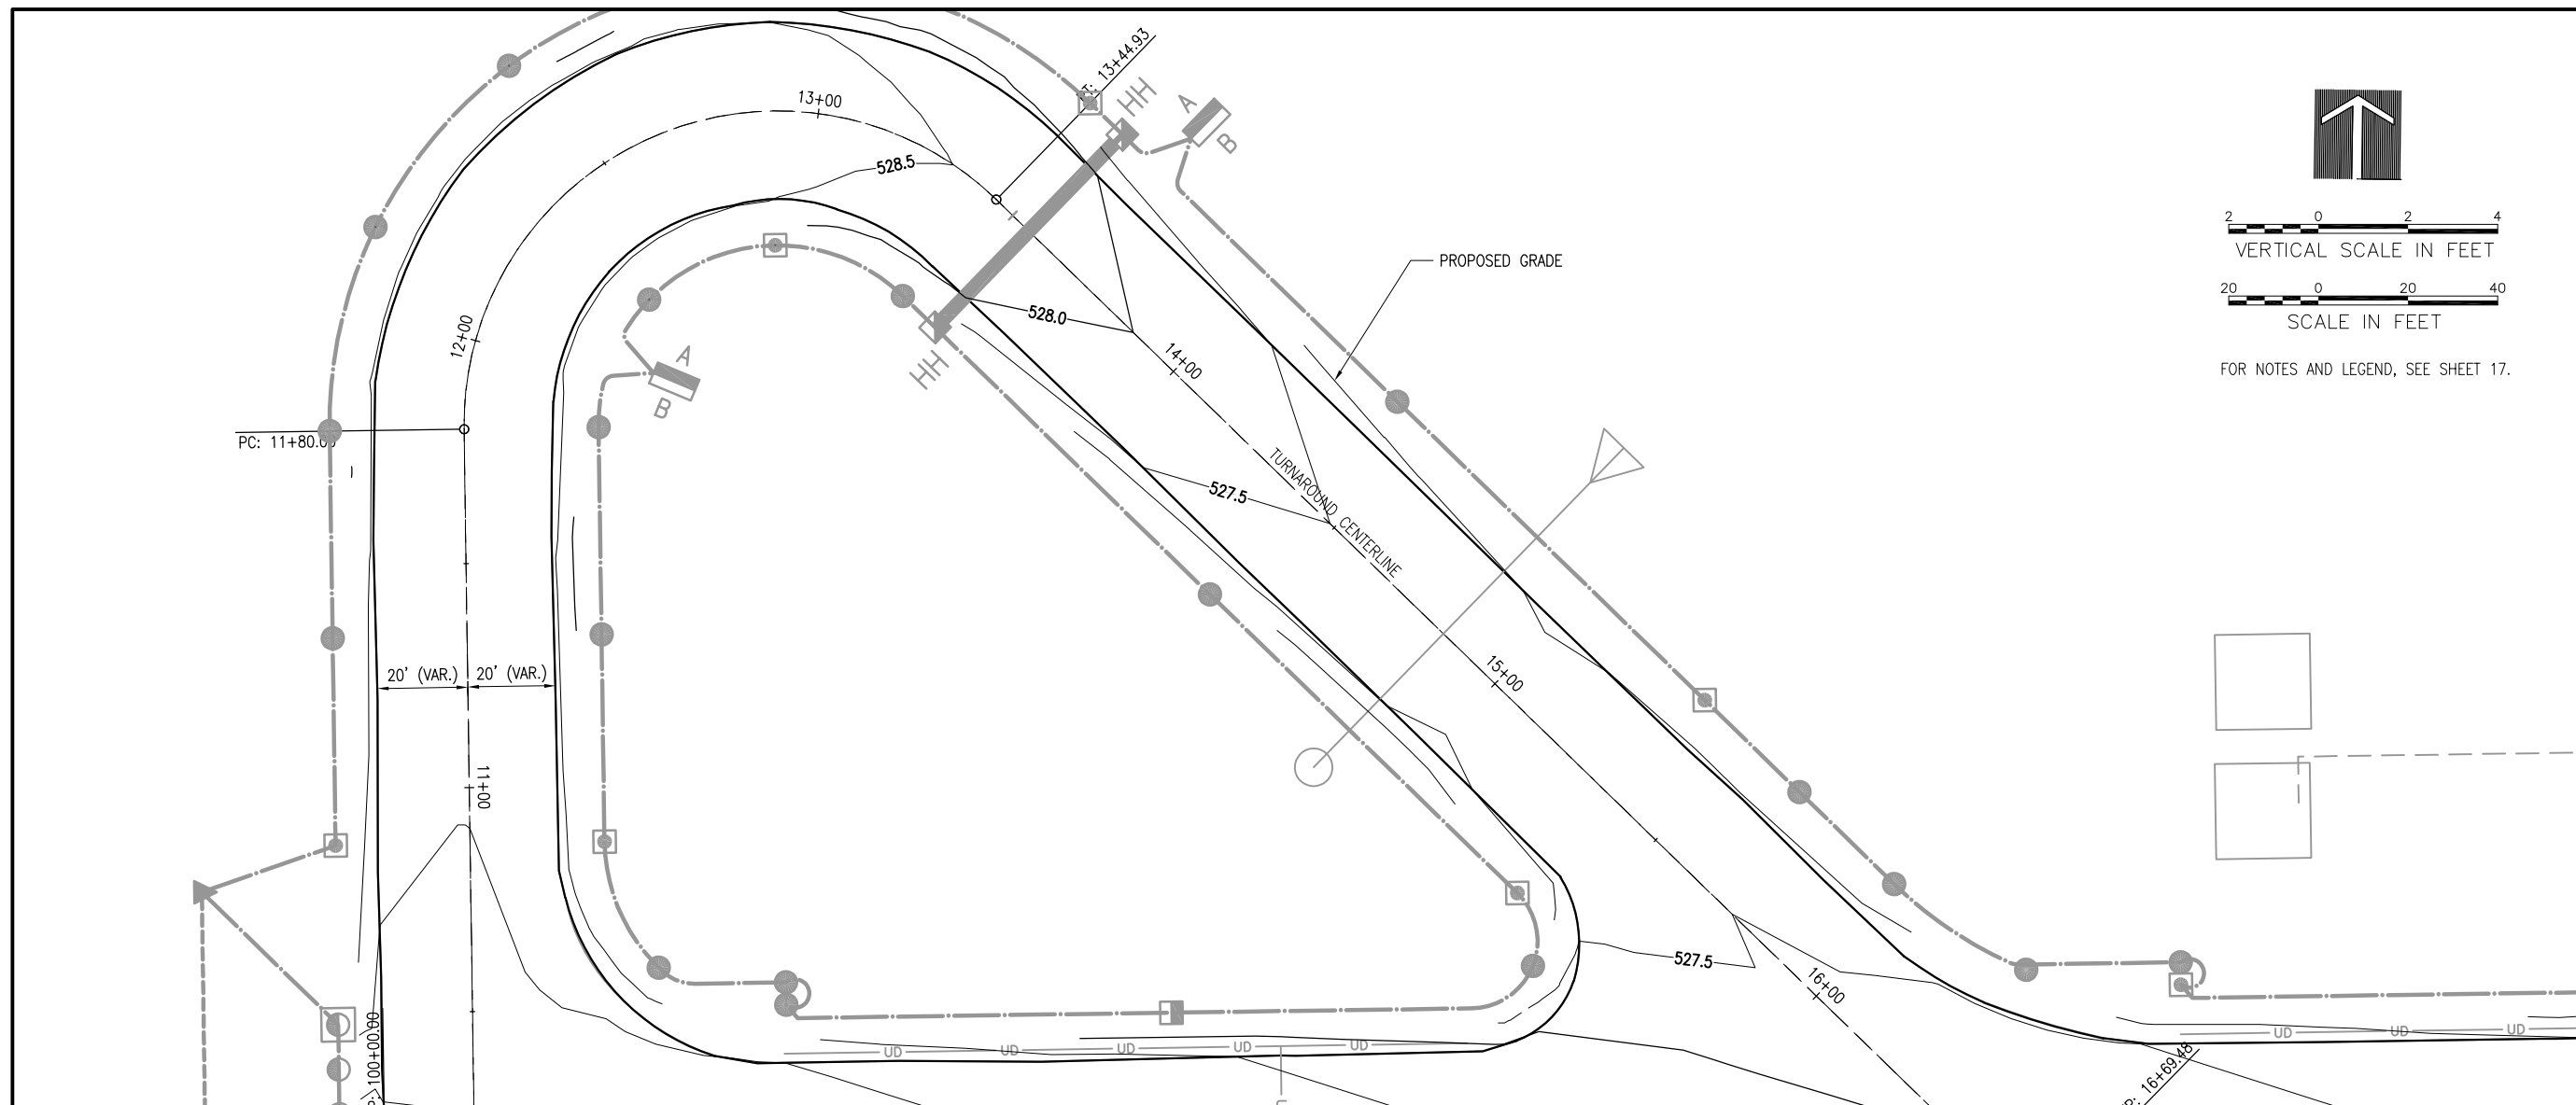 13+44.93
HH
A
B
13+00
528.5
2 0 2 4
VERTICAL SCALE IN FEET
20 0 20 40
SCALE IN FEET
FOR NOTES AND LEGEND, SEE SHEET 17.
PROPOSED GRADE
528.0
12+00
14+00
HH
A
B
PC: 11+80.00
TURNAROUND CENTERLINE
527.5
20' (VAR.)
20' (VAR.)
15+00
11+00
527.5
16+00
100+00.00
UD UD UD UD UD
UD UD UD
16+69.48